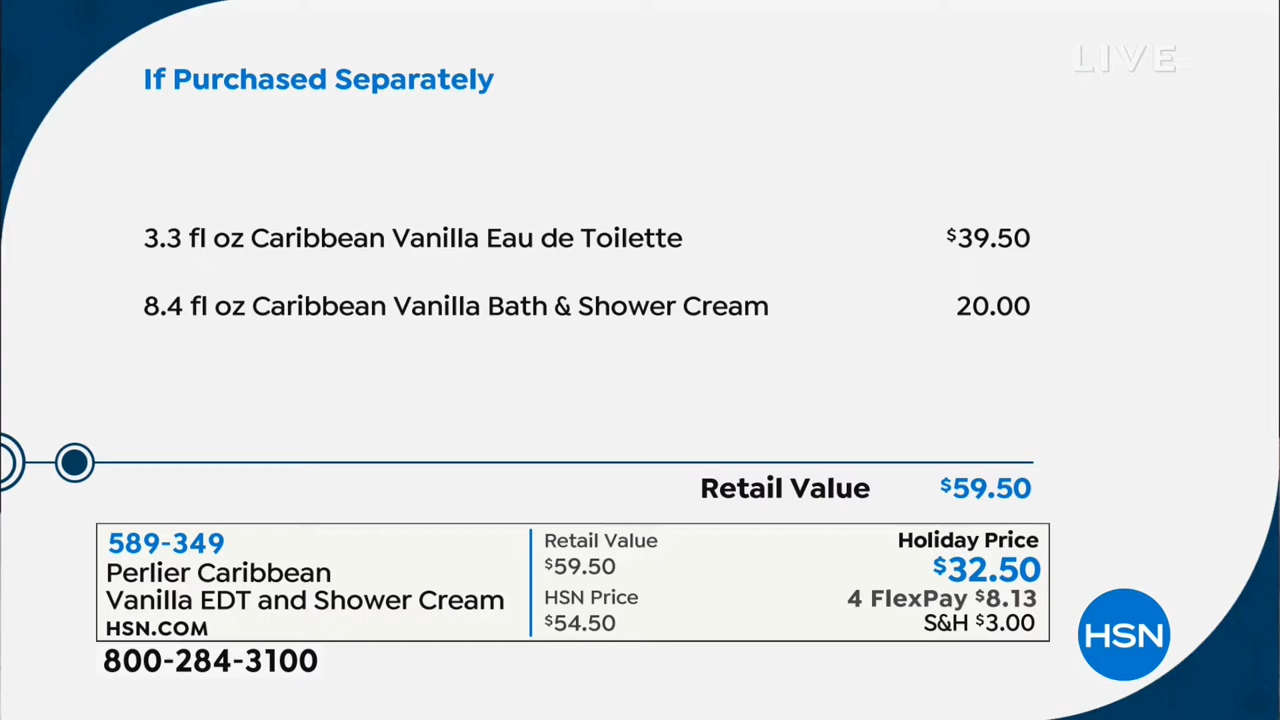 If Purchased Separately
LIVE
3.3 fl oz Caribbean Vanilla Eau de Toilette $39.50
8.4 fl oz Caribbean Vanilla Bath & Shower Cream 20.00
Retail Value $59.50
589-349
Perlier Caribbean
Vanilla EDT and Shower Cream
HSN.COM
Retail Value
$59.50
HSN Price
$54.50
Holiday Price
$32.50
4 FlexPay $8.13
S&H $3.00
800-284-3100
HSN